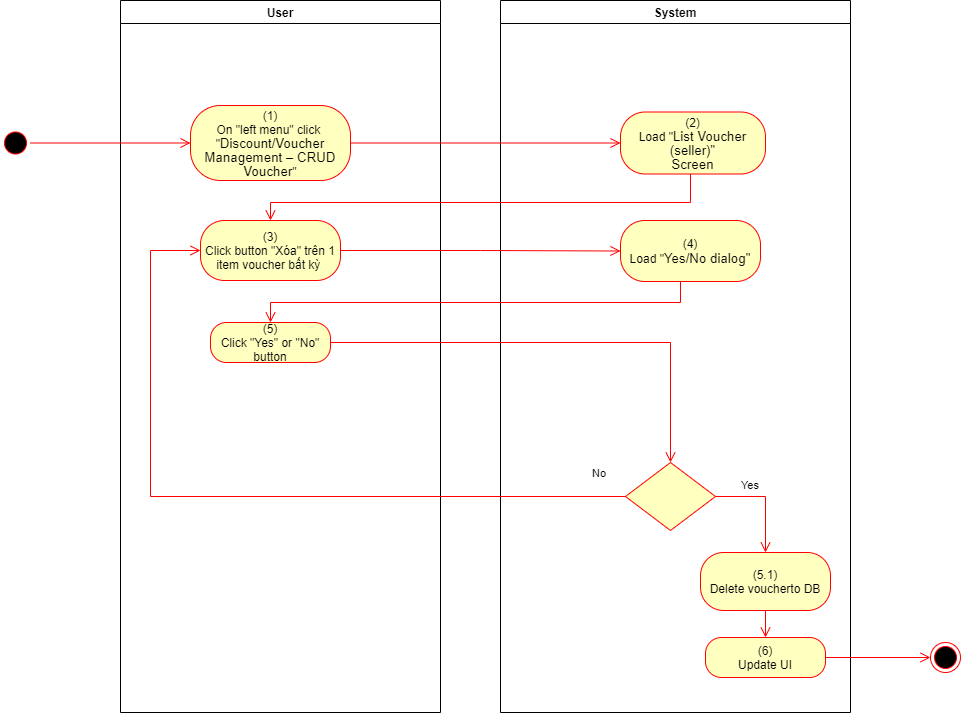 User
System
(1)
On "left menu" click
"Discount/Voucher
Management – CRUD
Voucher"
(2)
Load "List Voucher
(seller)"
Screen
(3)
Click button "Xóa" trên 1
item voucher bất kỳ
(4)
Load "Yes/No dialog"
(5)
Click "Yes" or "No"
button
No
Yes
(5.1)
Delete voucherto DB
(6)
Update UI